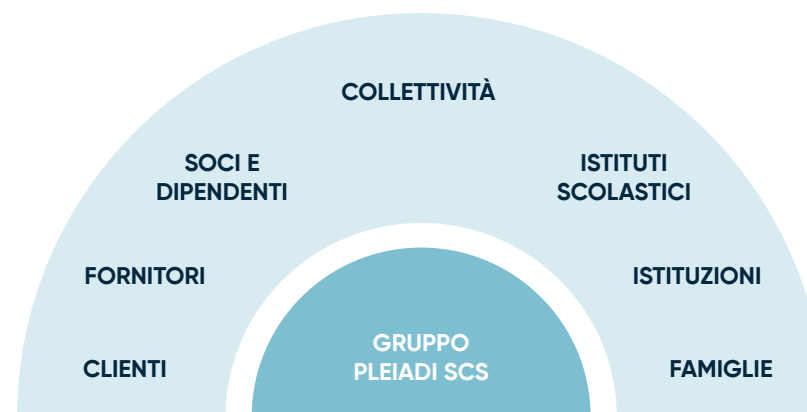 COLLETTIVITÀ
SOCI E
DIPENDENTI
ISTITUTI
SCOLASTICI
FORNITORI
ISTITUZIONI
GRUPPO
PLEIADI SCS
CLIENTI
FAMIGLIE